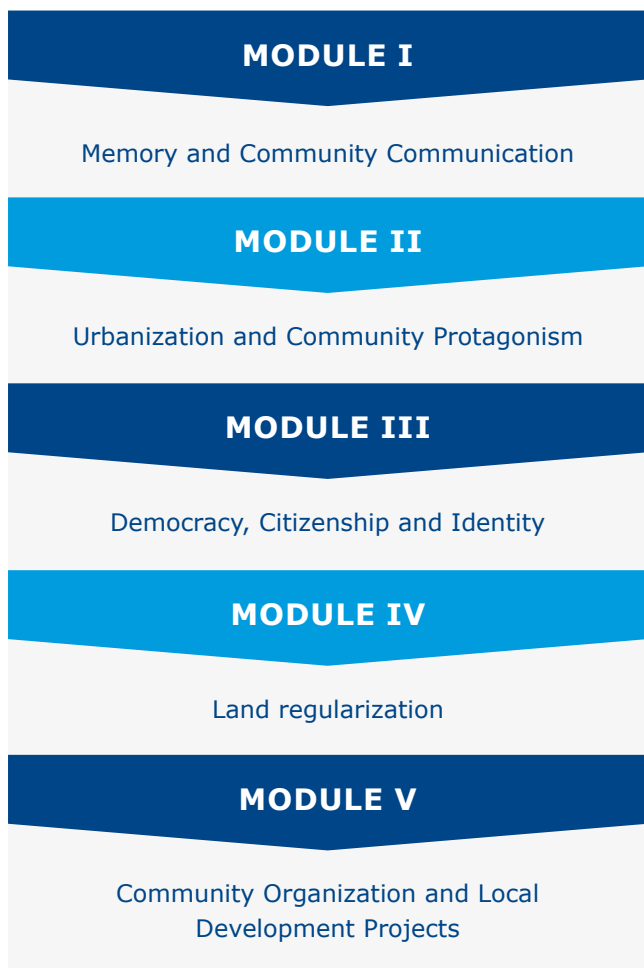 MODULE I
Memory and Community Communication
MODULE II
Urbanization and Community Protagonism
MODULE III
Democracy, Citizenship and Identity
MODULE IV
Land regularization
MODULE V
Community Organization and Local
Development Projects